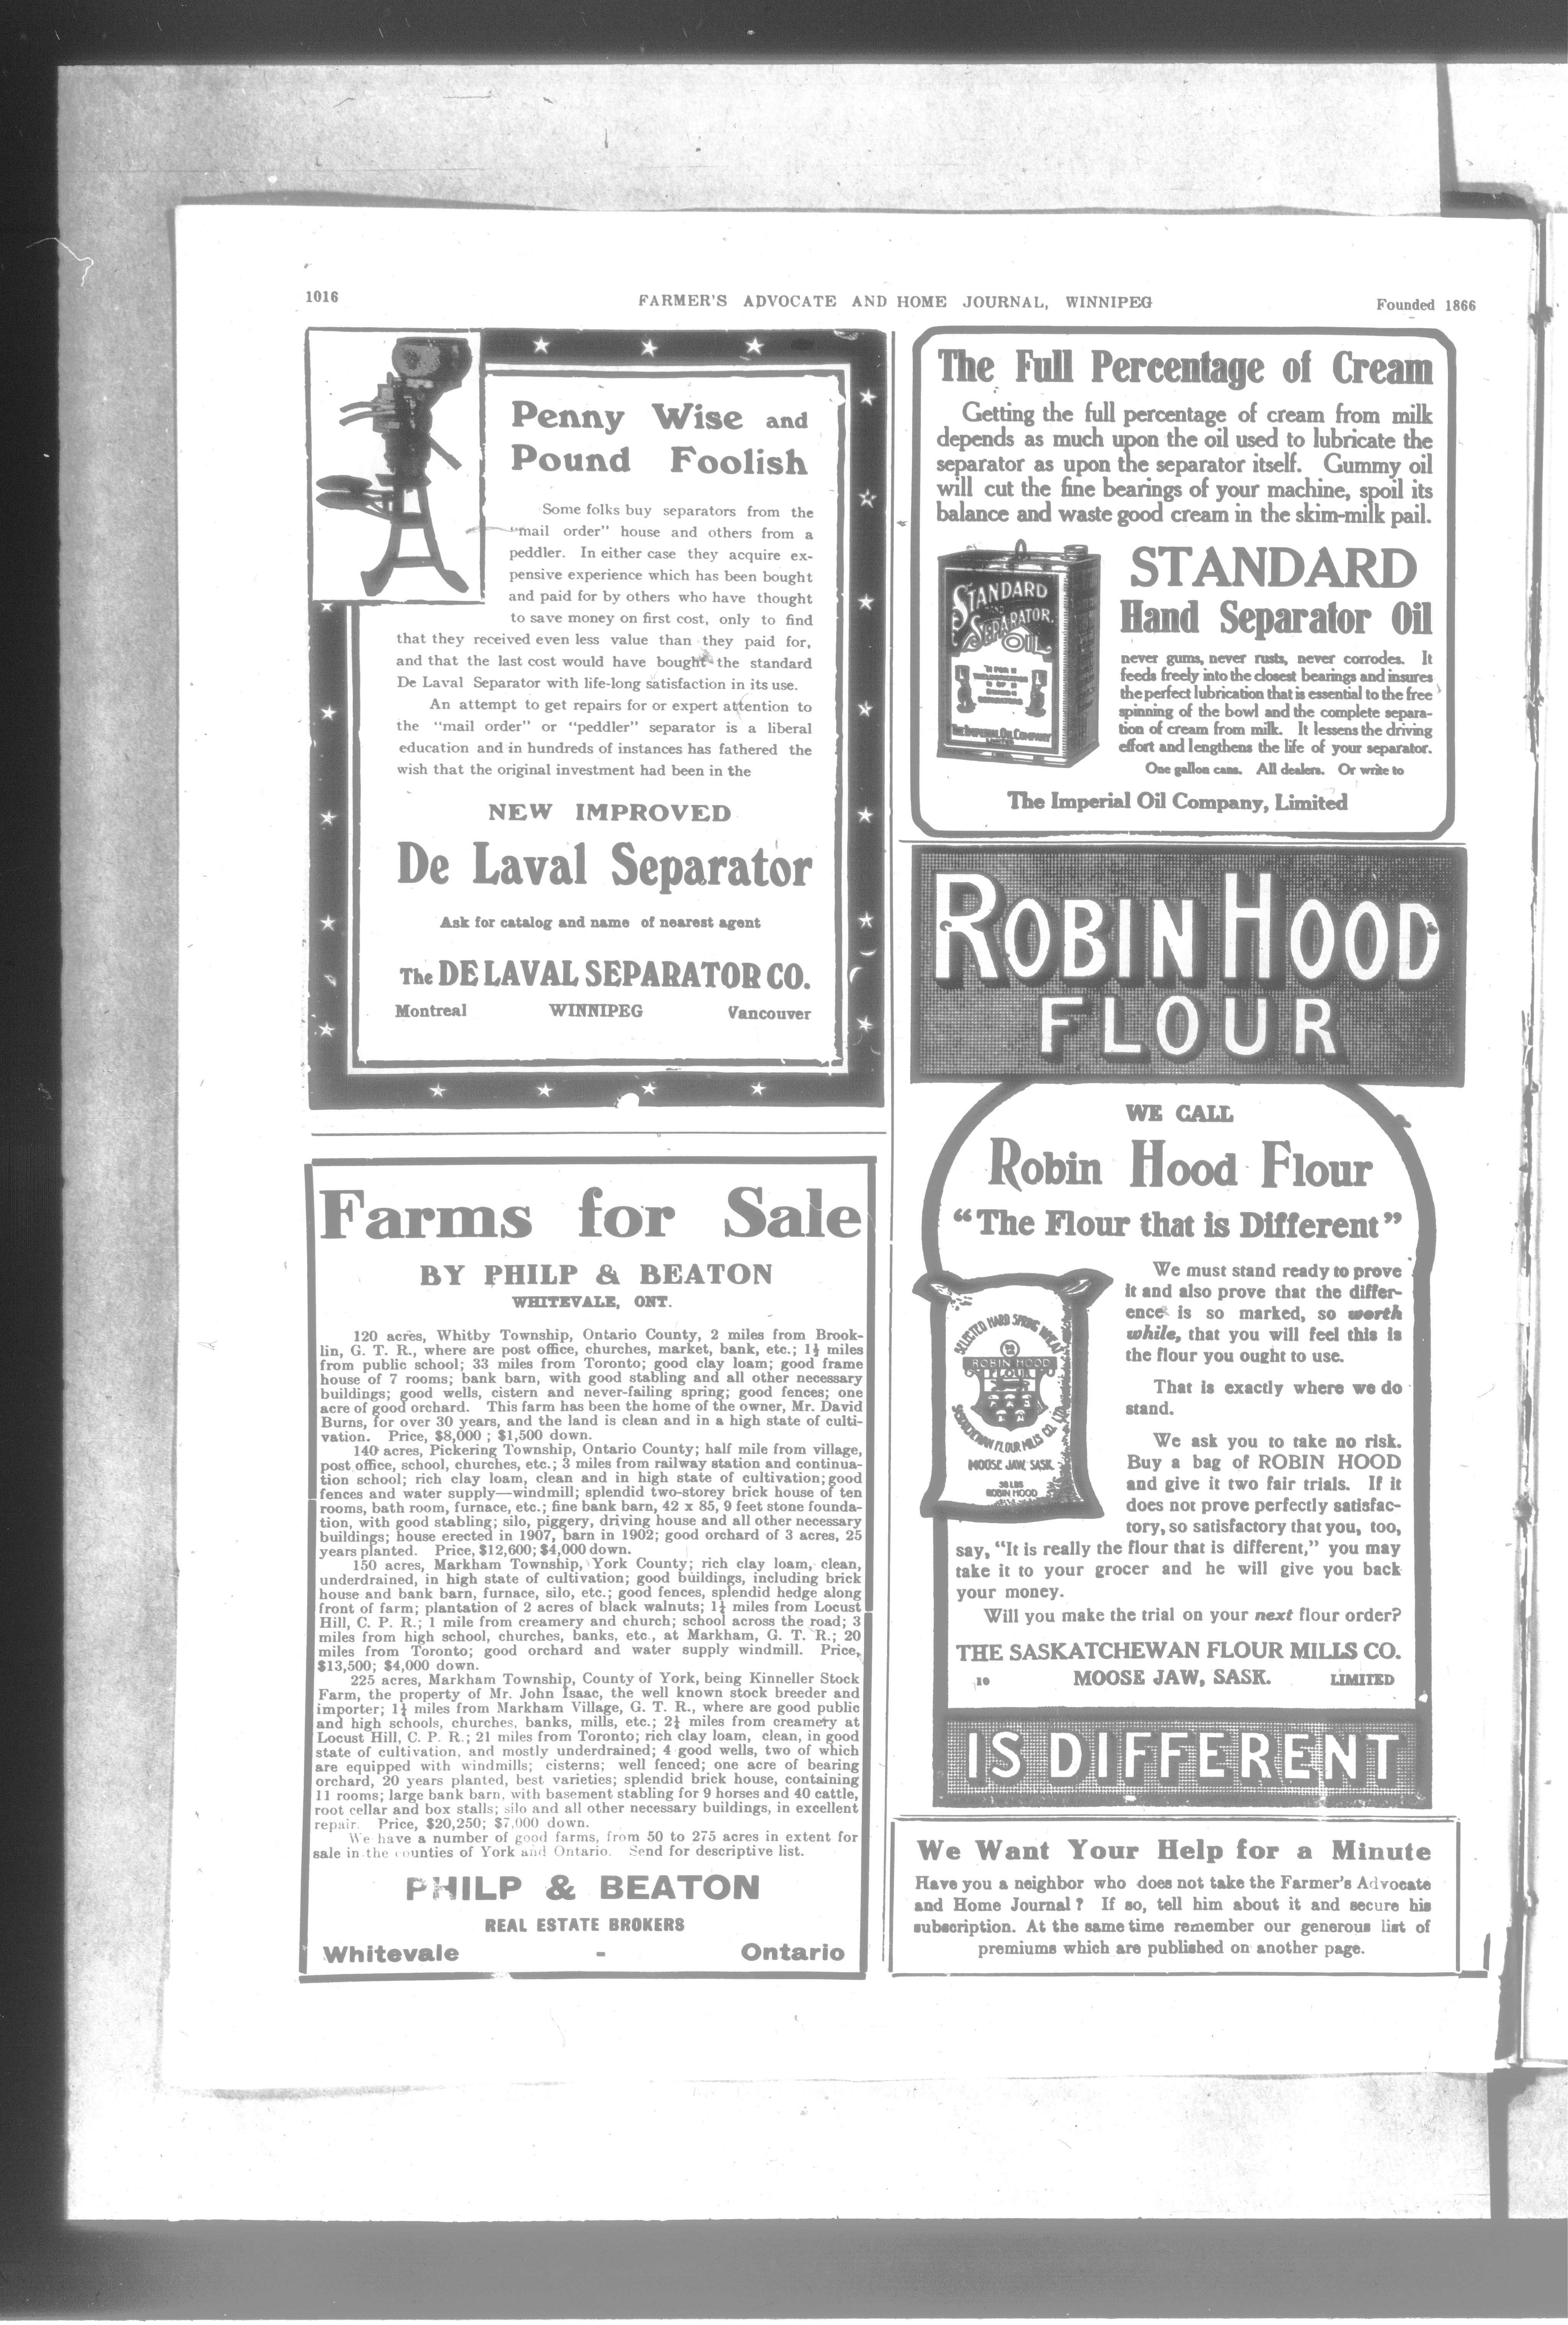 1016
FARMER'S ADVOCATE AND HOME JOURNAL, WINNIPEG
Founded 1866
Penny Wise and
Pound Foolish
Some folks buy separators from the
"mail order" house and others from a
peddler. In either case they acquire ex-
pensive experience which has been bought
and paid for by others who have thought
to save money on first cost, only to find
that they received even less value than they paid for,
and that the last cost would have bought the standard
De Laval Separator with life-long satisfaction in its use.
An attempt to get repairs for or expert attention to
the "mail order" or "peddler" separator is a liberal
education and in hundreds of instances has fathered the
wish that the original investment had been in the
NEW IMPROVED
De Laval Separator
Ask for catalog and name of nearest agent
The DE LAVAL SEPARATOR CO.
Montreal WINNIPEG Vancouver
Farms for Sale
BY PHILP & BEATON
WHITEVALE, ONT.
120 acres, Whitby Township, Ontario County, 2 miles from Brook-
lin, G. T. R., where are post office, churches, market, bank, etc.; 1½ miles
from public school; 33 miles from Toronto; good clay loam; good frame
house of 7 rooms; bank barn, with good stabling and all other necessary
buildings; good wells, cistern and never-failing spring; good fences; one
acre of good orchard. This farm has been the home of the owner, Mr. David
Burns, for over 30 years, and the land is clean and in a high state of culti-
vation. Price, $8,000 ; $1,500 down.
140 acres, Pickering Township, Ontario County; half mile from village,
post office, school, churches, etc.; 3 miles from railway station and continua-
tion school; rich clay loam, clean and in high state of cultivation; good
fences and water supply—windmill; splendid two-storey brick house of ten
rooms, bath room, furnace, etc.; fine bank barn, 42 x 85, 9 feet stone founda-
tion, with good stabling; silo, piggery, driving house and all other necessary
buildings; house erected in 1907, barn in 1902; good orchard of 3 acres, 25
years planted. Price, $12,600; $4,000 down.
150 acres, Markham Township, York County; rich clay loam, clean,
underdrained, in high state of cultivation; good buildings, including brick
house and bank barn, furnace, silo, etc.; good fences, splendid hedge along
front of farm; plantation of 2 acres of black walnuts; 1½ miles from Locust
Hill, C. P. R.; 1 mile from creamery and church; school across the road; 3
miles from high school, churches, banks, etc., at Markham, G. T. R.; 20
miles from Toronto; good orchard and water supply windmill. Price,
$13,500; $4,000 down.
225 acres, Markham Township, County of York, being Kinneller Stock
Farm, the property of Mr. John Isaac, the well known stock breeder and
importer; 1½ miles from Markham Village, G. T. R., where are good public
and high schools, churches, banks, mills, etc.; 2½ miles from creamery at
Locust Hill, C. P. R.; 21 miles from Toronto; rich clay loam, clean, in good
state of cultivation, and mostly underdrained; 4 good wells, two of which
are equipped with windmills; cisterns; well fenced; one acre of bearing
orchard, 20 years planted, best varieties; splendid brick house, containing
11 rooms; large bank barn, with basement stabling for 9 horses and 40 cattle,
root cellar and box stalls; silo and all other necessary buildings, in excellent
repair. Price, $20,250; $7,000 down.
We have a number of good farms, from 50 to 275 acres in extent for
sale in the counties of York and Ontario. Send for descriptive list.
PHILP & BEATON
REAL ESTATE BROKERS
Whitevale - Ontario
The Full Percentage of Cream
Getting the full percentage of cream from milk
depends as much upon the oil used to lubricate the
separator as upon the separator itself. Gummy oil
will cut the fine bearings of your machine, spoil its
balance and waste good cream in the skim-milk pail.
STANDARD
HAND
SEPARATOR
OIL
THE IMPERIAL OIL COMPANY
LIMITED
STANDARD
Hand Separator Oil
never gums, never rusts, never corrodes. It
feeds freely into the closest bearings and insures
the perfect lubrication that is essential to the free
spinning of the bowl and the complete separa-
tion of cream from milk. It lessens the driving
effort and lengthens the life of your separator.
One gallon cans. All dealers. Or write to
The Imperial Oil Company, Limited
ROBIN HOOD
FLOUR
WE CALL
Robin Hood Flour
"The Flour that is Different"
SELECTED HARD SPRING WHEAT
ROBIN HOOD
FLOUR
SASKATCHEWAN FLOUR MILLS CO. LTD.
MOOSE JAW, SASK.
98 LBS
ROBIN HOOD
We must stand ready to prove
it and also prove that the differ-
ence is so marked, so worth
while, that you will feel this is
the flour you ought to use.
That is exactly where we do
stand.
We ask you to take no risk.
Buy a bag of ROBIN HOOD
and give it two fair trials. If it
does not prove perfectly satisfac-
tory, so satisfactory that you, too,
say, "It is really the flour that is different," you may
take it to your grocer and he will give you back
your money.
Will you make the trial on your next flour order?
THE SASKATCHEWAN FLOUR MILLS CO.
10 MOOSE JAW, SASK. LIMITED
IS DIFFERENT
We Want Your Help for a Minute
Have you a neighbor who does not take the Farmer's Advocate
and Home Journal? If so, tell him about it and secure his
subscription. At the same time remember our generous list of
premiums which are published on another page.